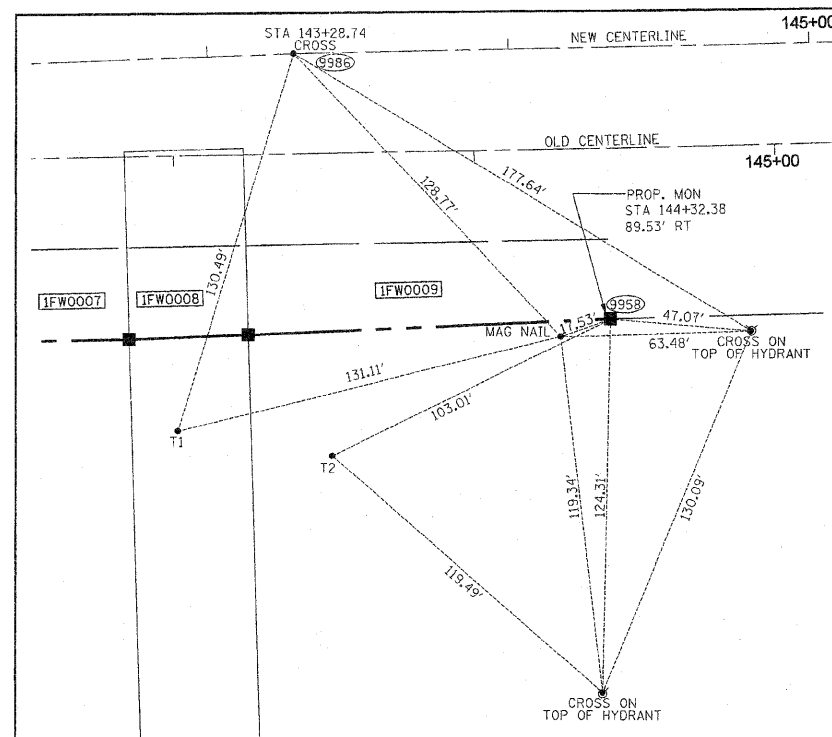 145+00
STA 143+28.74
CROSS
NEW CENTERLINE
9986
OLD CENTERLINE
145+00
177.64'
128.77'
PROP. MON
STA 144+32.38
89.53' RT
130.49'
1FW0007
1FW0008
1FW0009
9958
MAG NAIL
17.53'
47.07'
63.48'
CROSS ON
TOP OF HYDRANT
131.11'
103.01'
T1
T2
119.34'
124.31'
130.09'
119.49'
CROSS ON
TOP OF HYDRANT